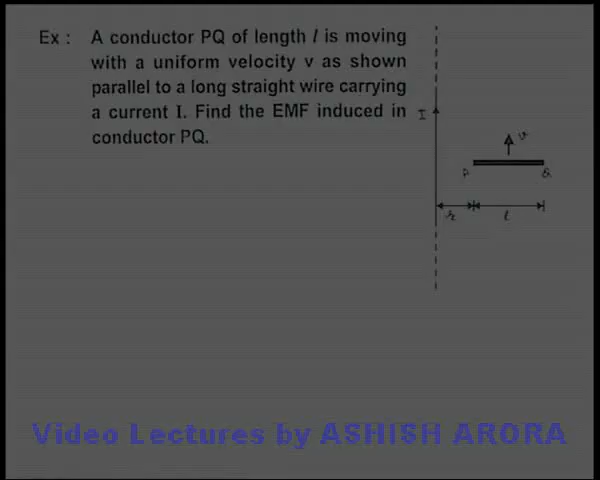 Ex : A conductor PQ of length l is moving
with a uniform velocity v as shown
parallel to a long straight wire carrying
a current I. Find the EMF induced in
conductor PQ.
I
v
P
Q
r
l
Video Lectures by ASHISH ARORA